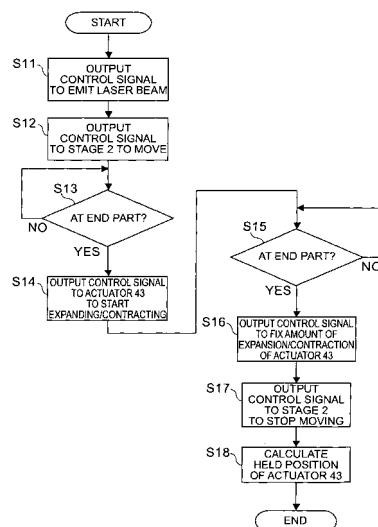 START
S11
OUTPUT
CONTROL SIGNAL
TO EMIT LASER BEAM
S12
OUTPUT
CONTROL SIGNAL
TO STAGE 2 TO MOVE
S13
AT END PART?
NO
YES
S14
OUTPUT CONTROL SIGNAL
TO ACTUATOR 43
TO START
EXPANDING/CONTRACTING
S15
AT END PART?
NO
YES
S16
OUTPUT CONTROL SIGNAL
TO FIX AMOUNT OF
EXPANSION/CONTRACTION
OF ACTUATOR 43
S17
OUTPUT
CONTROL SIGNAL
TO STAGE 2
TO STOP MOVING
S18
CALCULATE
HELD POSITION
OF ACTUATOR 43
END